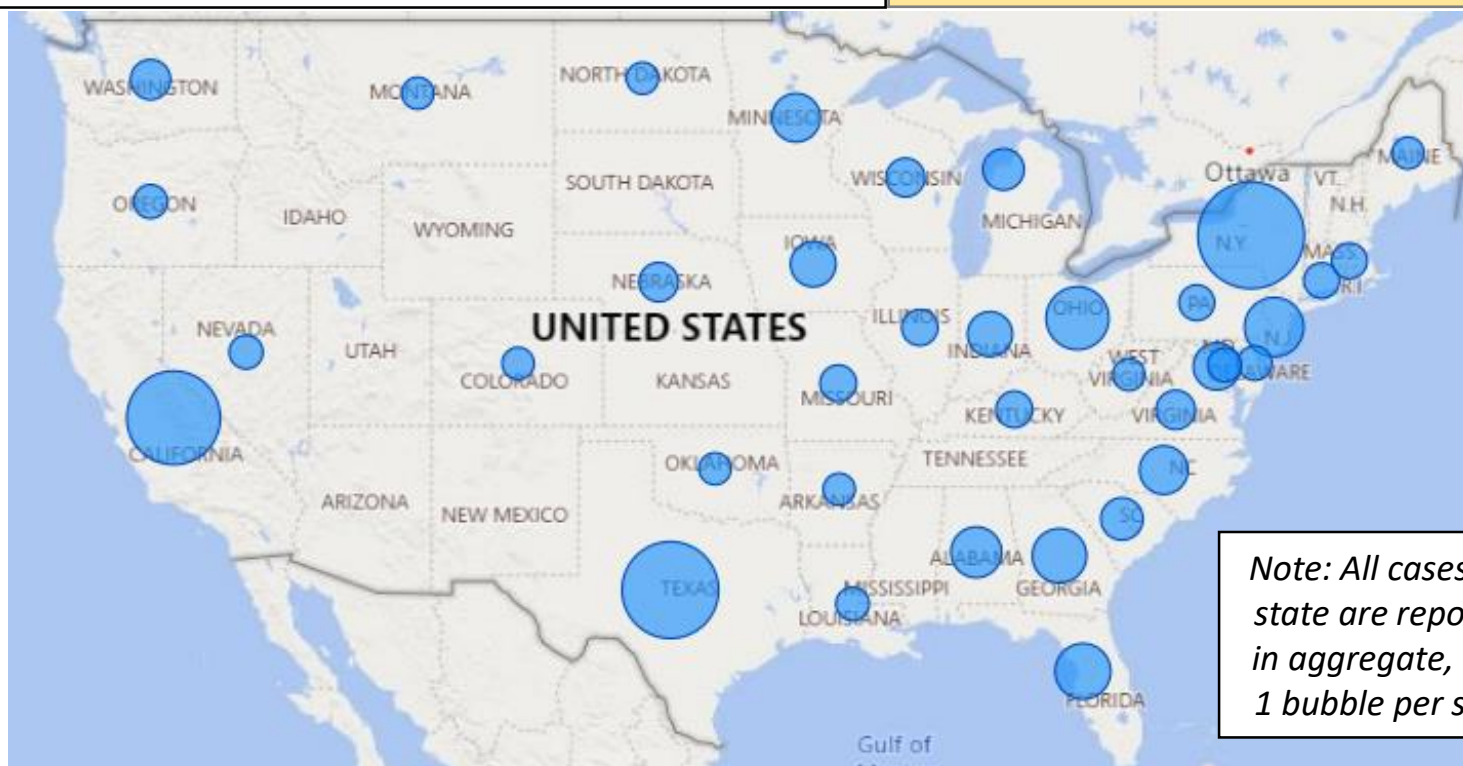 WASHINGTON
MONTANA
NORTH DAKOTA
MINNESOTA
WISCONSIN
MICHIGAN
Ottawa
VT.
MAINE
N.H.
OREGON
IDAHO
WYOMING
SOUTH DAKOTA
IOWA
N.Y.
MASS.
R.I.
NEBRASKA
NEVADA
UTAH
UNITED STATES
ILLINOIS
INDIANA
OHIO
PA
N.J.
COLORADO
KANSAS
MISSOURI
WEST
VIRGINIA
MD
DELAWARE
KENTUCKY
VIRGINIA
CALIFORNIA
ARIZONA
NEW MEXICO
OKLAHOMA
ARKANSAS
TENNESSEE
NC
SC
TEXAS
ALABAMA
MISSISSIPPI
GEORGIA
LOUISIANA
FLORIDA
Gulf of
Note: All cases
state are repo
in aggregate,
1 bubble per s